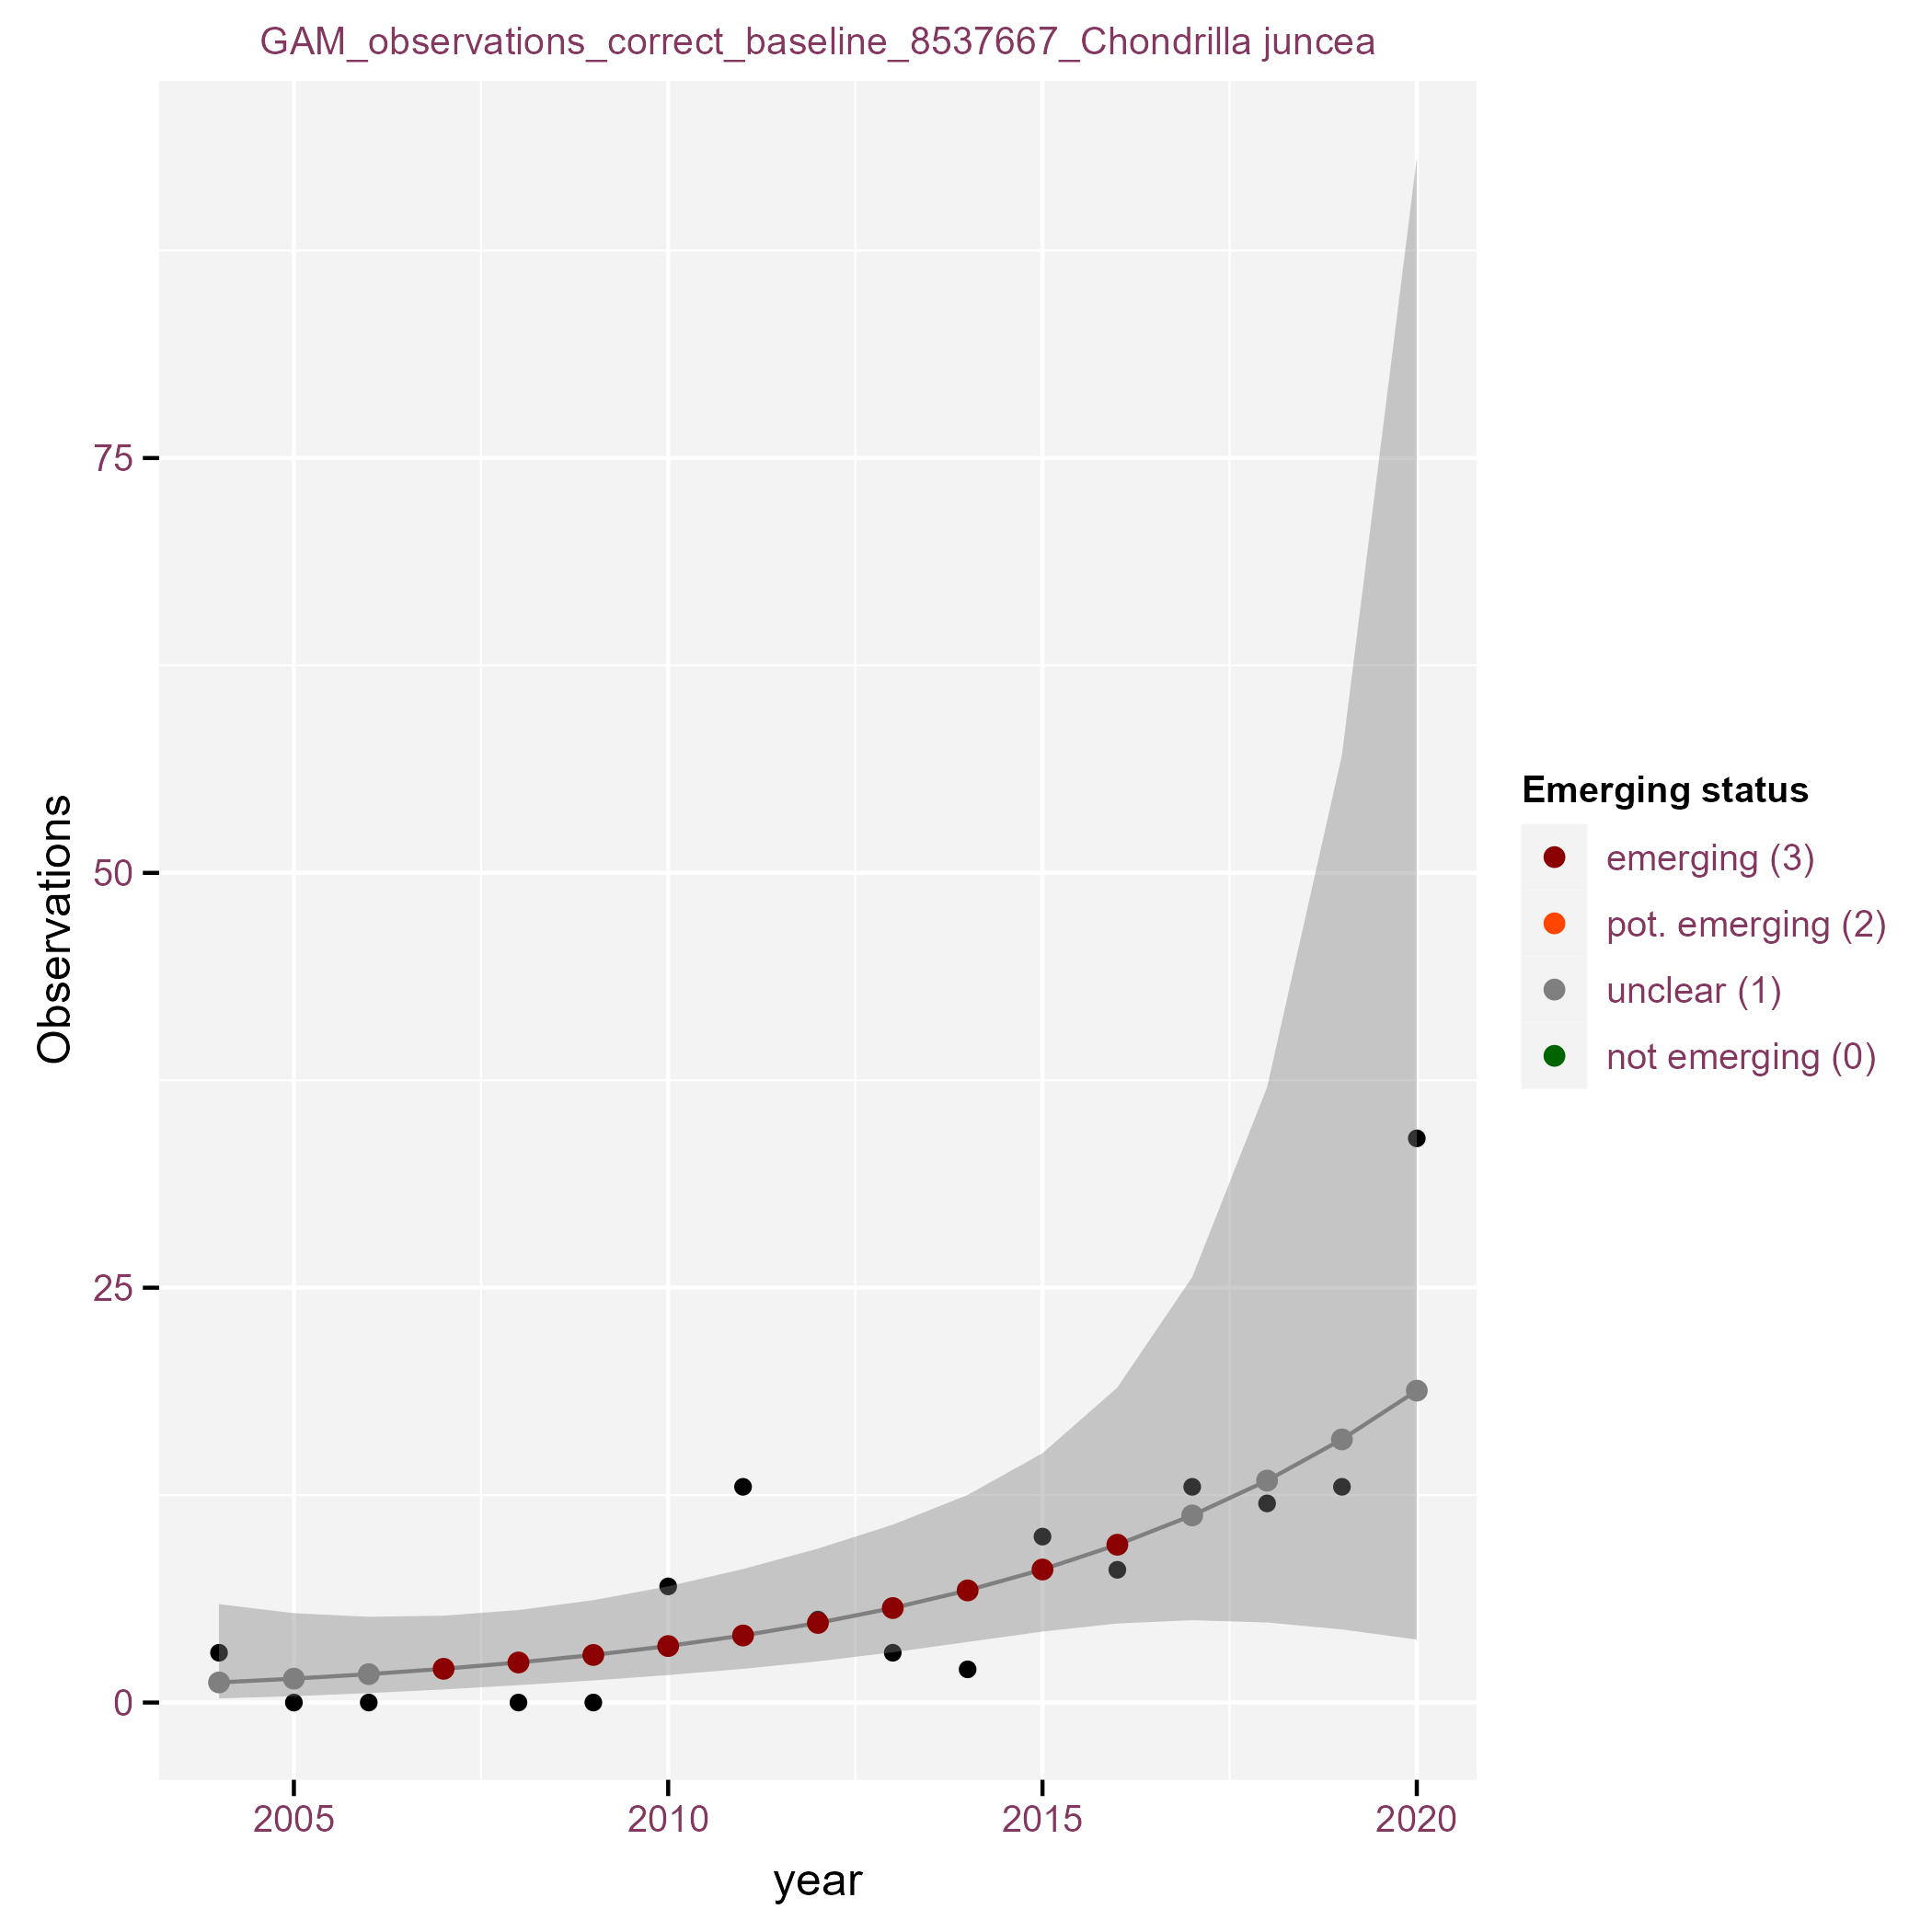 GAM_observations_correct_baseline_8537667_Chondrilla juncea
Observations
75
50
25
0
2005 2010 2015 2020
year
Emerging status
emerging (3)
pot. emerging (2)
unclear (1)
not emerging (0)